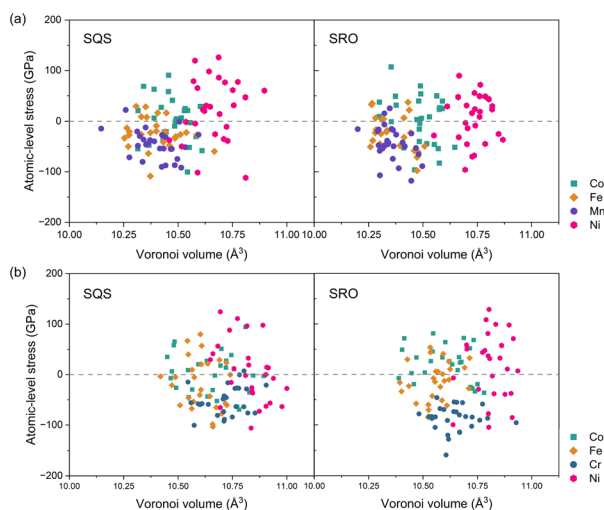 (a)
SQS
SRO
Atomic-level stress (GPa)
200
100
0
−100
−200
10.00
10.25
10.50
10.75
11.00
10.00
10.25
10.50
10.75
11.00
Voronoi volume (Å³)
Voronoi volume (Å³)
Co
Fe
Mn
Ni
(b)
SQS
SRO
Atomic-level stress (GPa)
200
100
0
−100
−200
10.00
10.25
10.50
10.75
11.00
10.00
10.25
10.50
10.75
11.00
Voronoi volume (Å³)
Voronoi volume (Å³)
Co
Fe
Cr
Ni